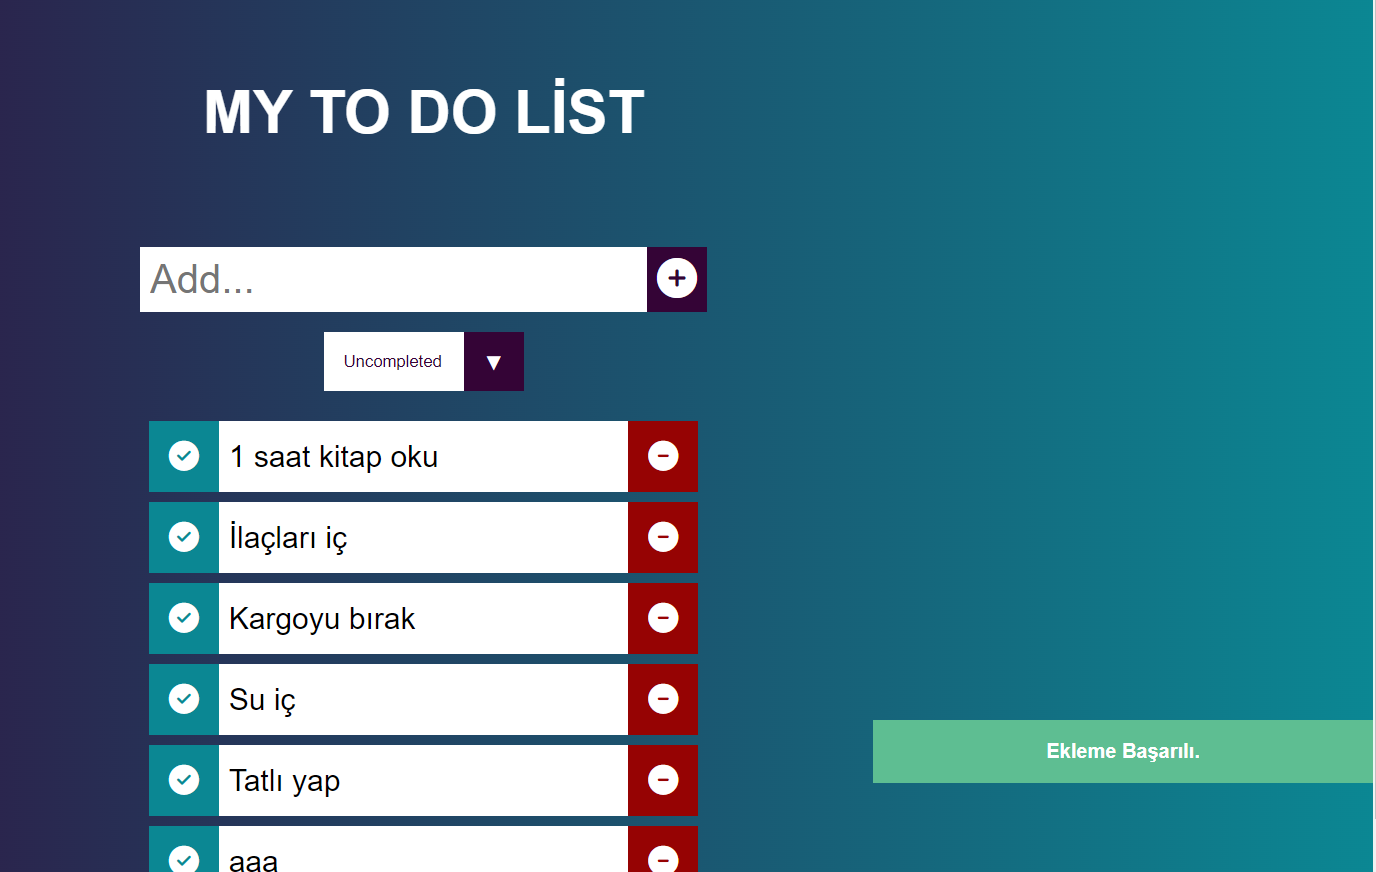 MY TO DO LİST
Add...
Uncompleted
1 saat kitap oku
İlaçları iç
Kargoyu bırak
Su iç
Tatlı yap
Ekleme Başarılı.
aaa